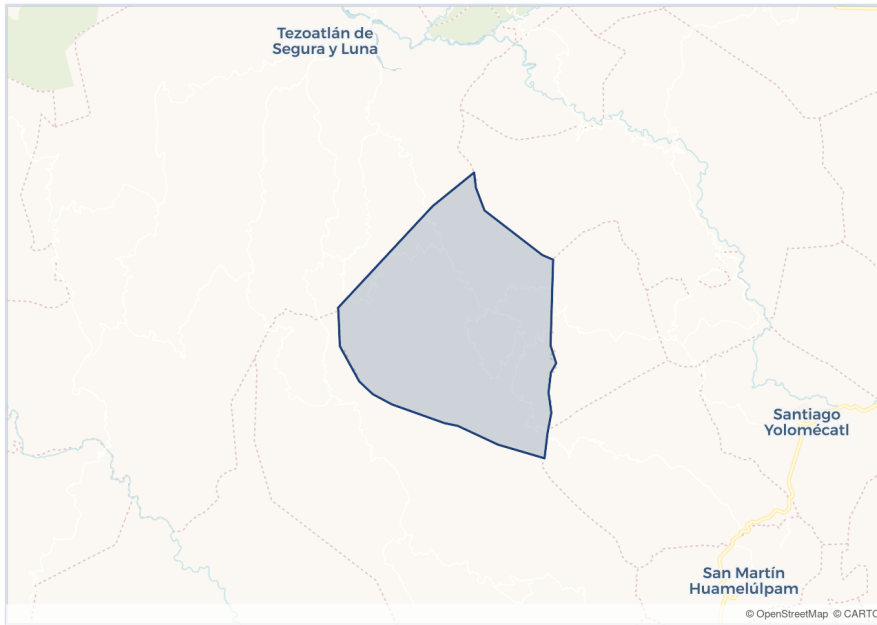 Tezoatlán de
Segura y Luna
Santiago
Yolomécatl
San Martín
Huamelúlpam
© OpenStreetMap © CARTO